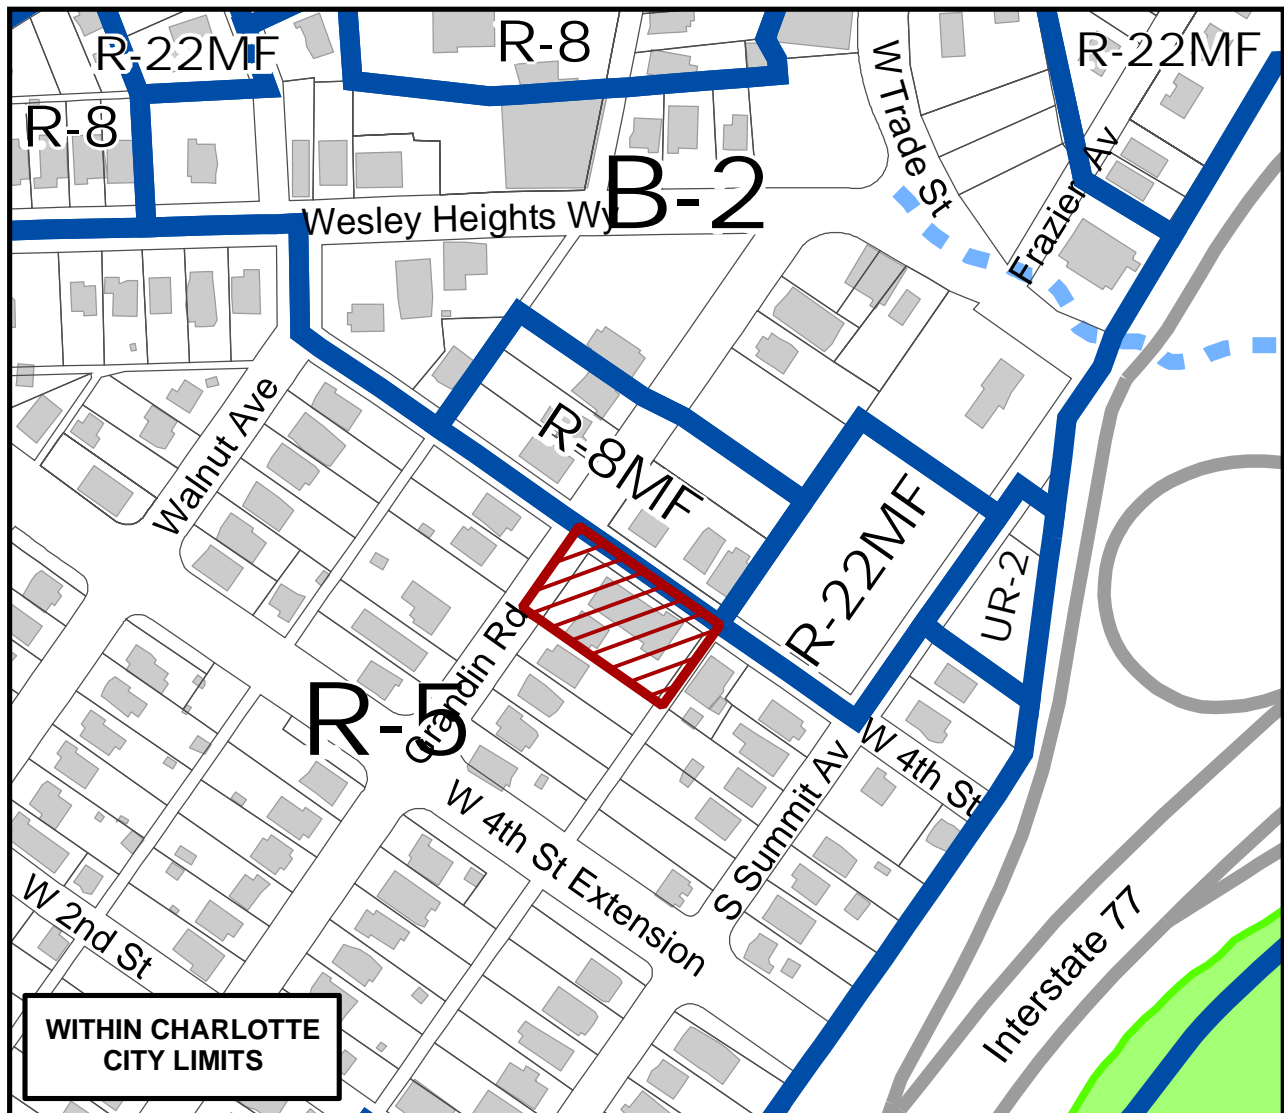 R-22MF
R-8
R-22MF
R-8
W Trade St
Frazier Av
B-2
Wesley Heights Wy
Walnut Ave
R-8MF
R-22MF
UR-2
Grandin Rd
R-5
W 4th St
S Summit Av
W 4th St Extension
W 2nd St
Interstate 77
WITHIN CHARLOTTE
CITY LIMITS